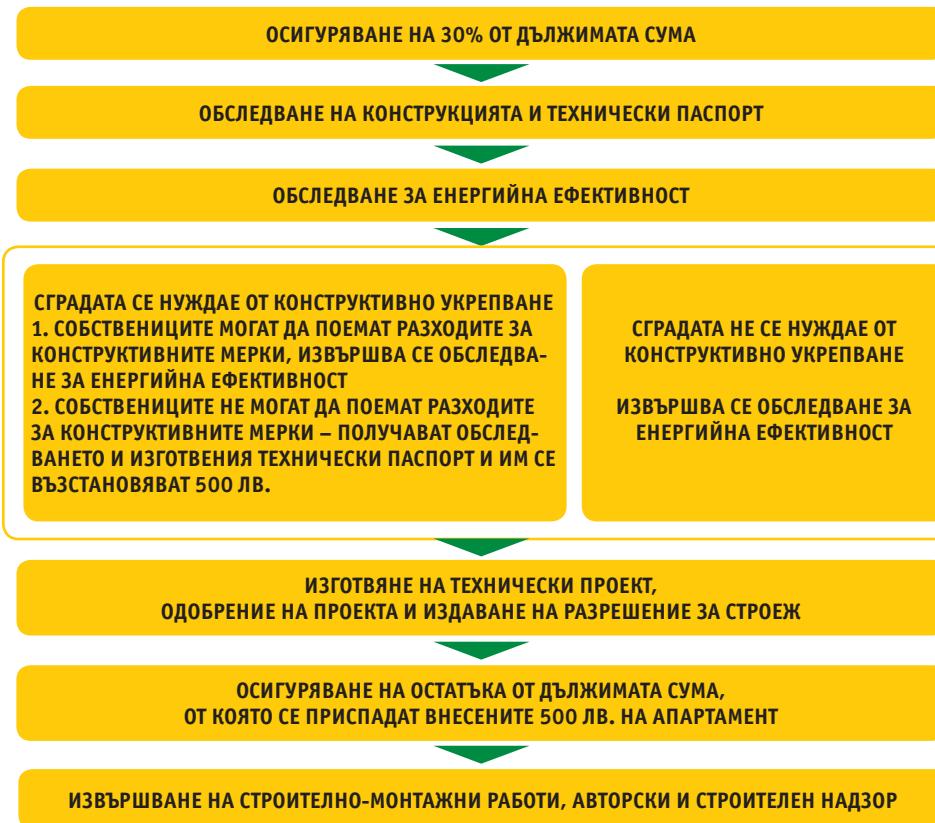 ОСИГУРЯВАНЕ НА 30% ОТ ДЪЛЖИМАТА СУМА
ОБСЛЕДВАНЕ НА КОНСТРУКЦИЯТА И ТЕХНИЧЕСКИ ПАСПОРТ
ОБСЛЕДВАНЕ ЗА ЕНЕРГИЙНА ЕФЕКТИВНОСТ
СГРАДАТА СЕ НУЖДАЕ ОТ КОНСТРУКТИВНО УКРЕПВАНЕ
1. СОБСТВЕНИЦИТЕ МОГАТ ДА ПОЕМАТ РАЗХОДИТЕ ЗА
КОНСТРУКТИВНИТЕ МЕРКИ, ИЗВЪРШВА СЕ ОБСЛЕДВА-
НЕ ЗА ЕНЕРГИЙНА ЕФЕКТИВНОСТ
2. СОБСТВЕНИЦИТЕ НЕ МОГАТ ДА ПОЕМАТ РАЗХОДИТЕ
ЗА КОНСТРУКТИВНИТЕ МЕРКИ – ПОЛУЧАВАТ ОБСЛЕД-
ВАНЕТО И ИЗГОТВЕНИЯ ТЕХНИЧЕСКИ ПАСПОРТ И ИМ СЕ
ВЪЗСТАНОВЯВАТ 500 ЛВ.
СГРАДАТА НЕ СЕ НУЖДАЕ ОТ
КОНСТРУКТИВНО УКРЕПВАНЕ
ИЗВЪРШВА СЕ ОБСЛЕДВАНЕ ЗА
ЕНЕРГИЙНА ЕФЕКТИВНОСТ
ИЗГОТВЯНЕ НА ТЕХНИЧЕСКИ ПРОЕКТ,
ОДОБРЕНИЕ НА ПРОЕКТА И ИЗДАВАНЕ НА РАЗРЕШЕНИЕ ЗА СТРОЕЖ
ОСИГУРЯВАНЕ НА ОСТАТЪКА ОТ ДЪЛЖИМАТА СУМА,
ОТ КОЯТО СЕ ПРИСПАДАТ ВНЕСЕНИТЕ 500 ЛВ. НА АПАРТАМЕНТ
ИЗВЪРШВАНЕ НА СТРОИТЕЛНО-МОНТАЖНИ РАБОТИ, АВТОРСКИ И СТРОИТЕЛЕН НАДЗОР